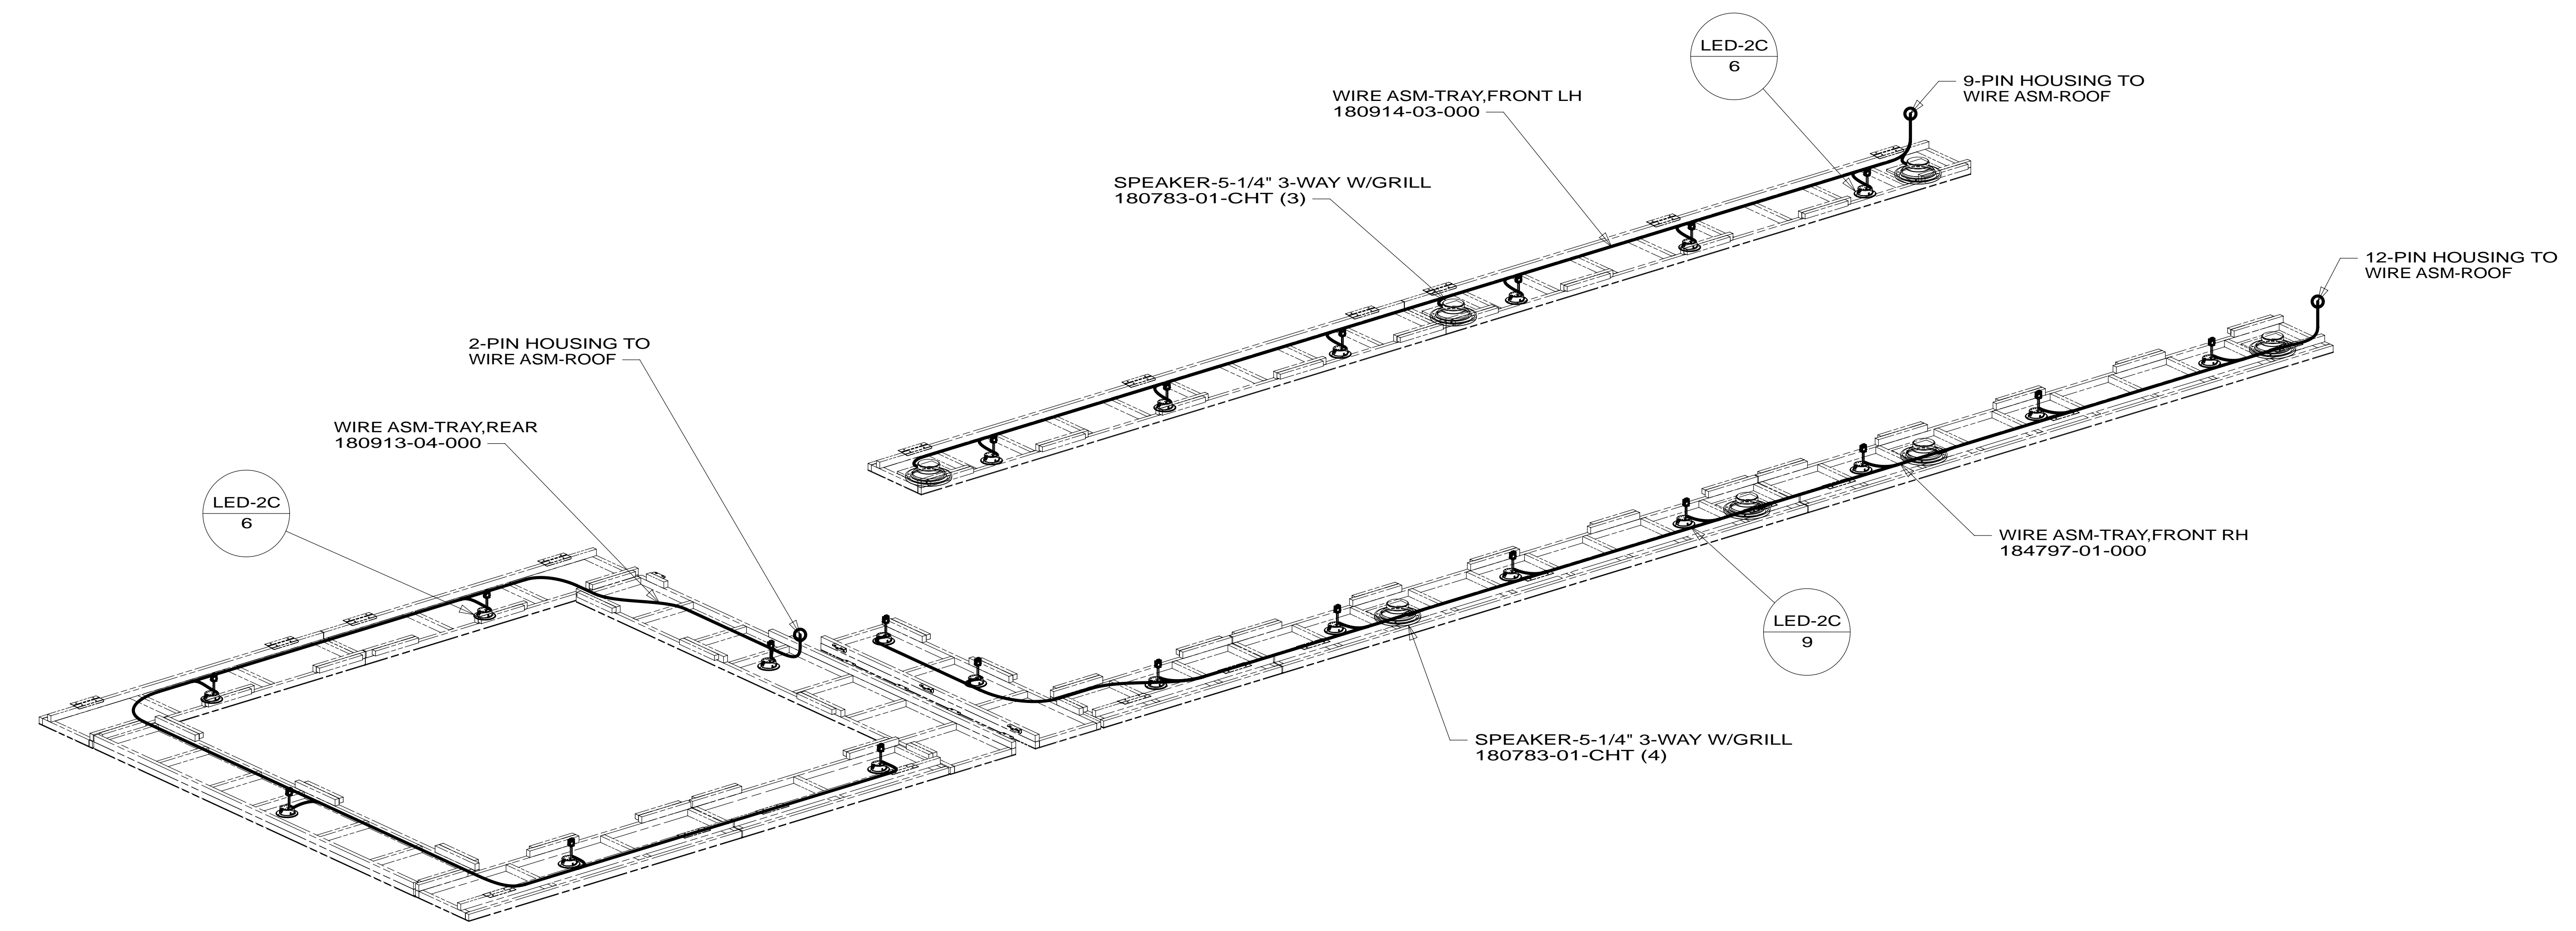 LED-2C
6
9-PIN HOUSING TO
WIRE ASM-ROOF
WIRE ASM-TRAY,FRONT LH
180914-03-000
SPEAKER-5-1/4" 3-WAY W/GRILL
180783-01-CHT (3)
12-PIN HOUSING TO
WIRE ASM-ROOF
2-PIN HOUSING TO
WIRE ASM-ROOF
WIRE ASM-TRAY,REAR
180913-04-000
LED-2C
6
WIRE ASM-TRAY,FRONT RH
184797-01-000
LED-2C
9
SPEAKER-5-1/4" 3-WAY W/GRILL
180783-01-CHT (4)